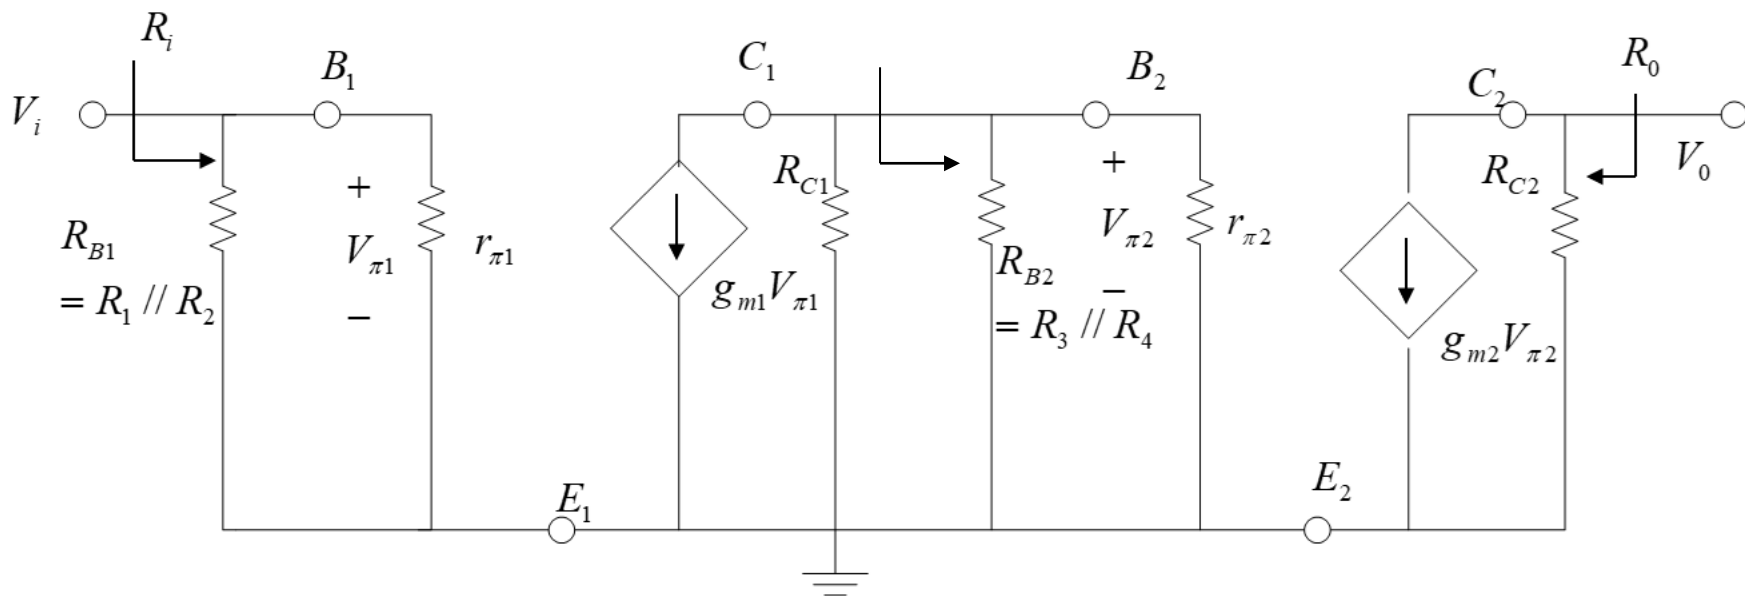 R_i
V_i
B_1
R_{B1}
= R_1 // R_2
+
V_{π1}
−
r_{π1}
E_1
C_1
g_{m1}V_{π1}
R_{C1}
R_{B2}
= R_3 // R_4
B_2
+
V_{π2}
−
r_{π2}
E_2
C_2
g_{m2}V_{π2}
R_{C2}
R_0
V_0